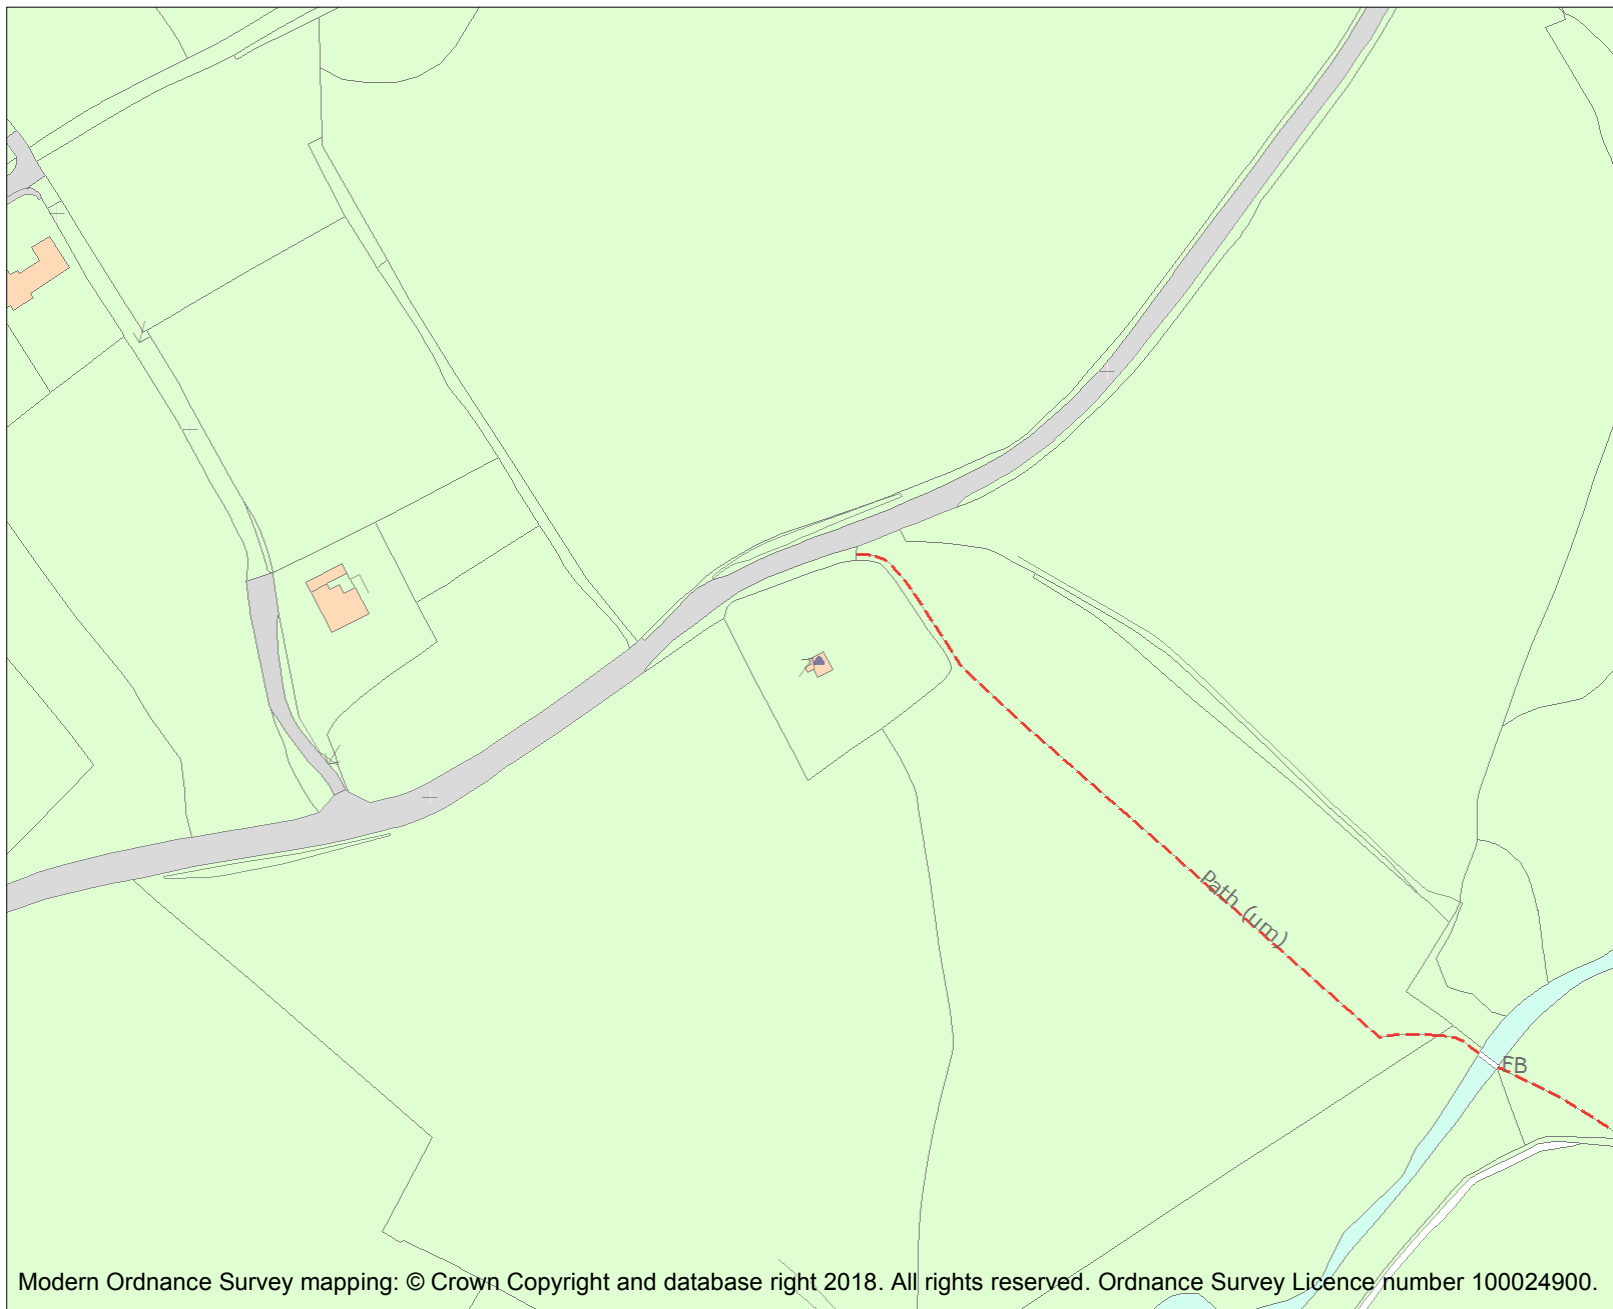 Path (um)
FB
Modern Ordnance Survey mapping: © Crown Copyright and database right 2018. All rights reserved. Ordnance Survey Licence number 100024900.